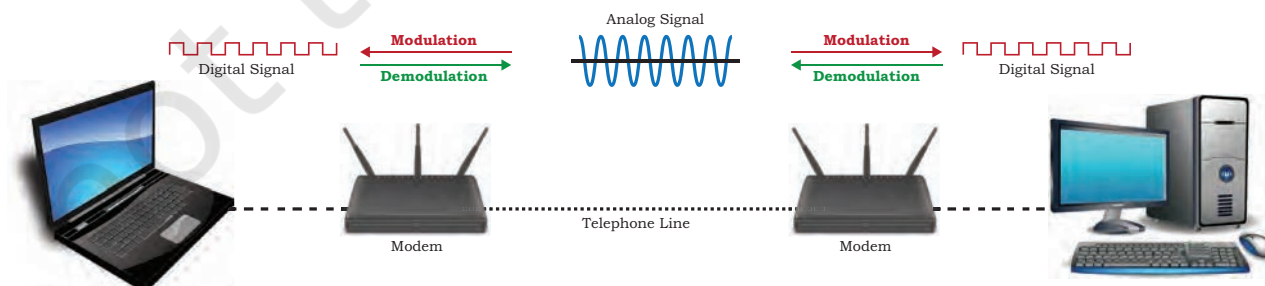 Analog Signal
Modulation
Demodulation
Digital Signal
Modulation
Demodulation
Digital Signal
Modem
Telephone Line
Modem